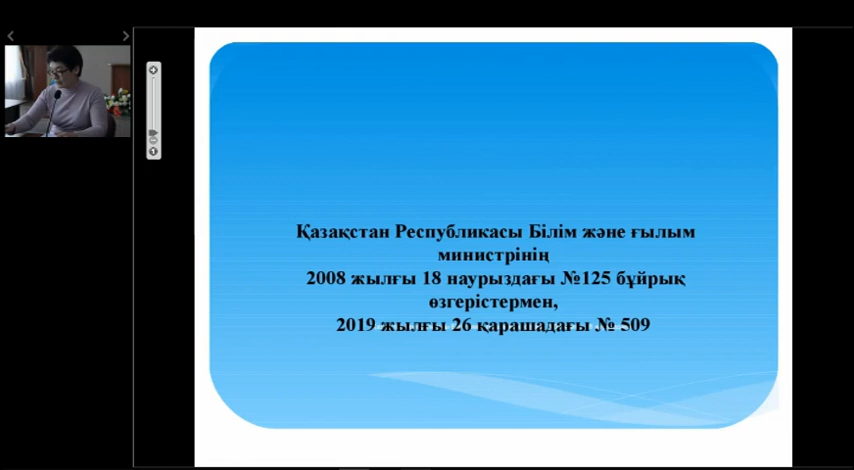 Қазақстан Республикасы Білім және ғылым
министрінің
2008 жылғы 18 наурыздағы №125 бұйрық
өзгерістермен,
2019 жылғы 26 қарашадағы № 509